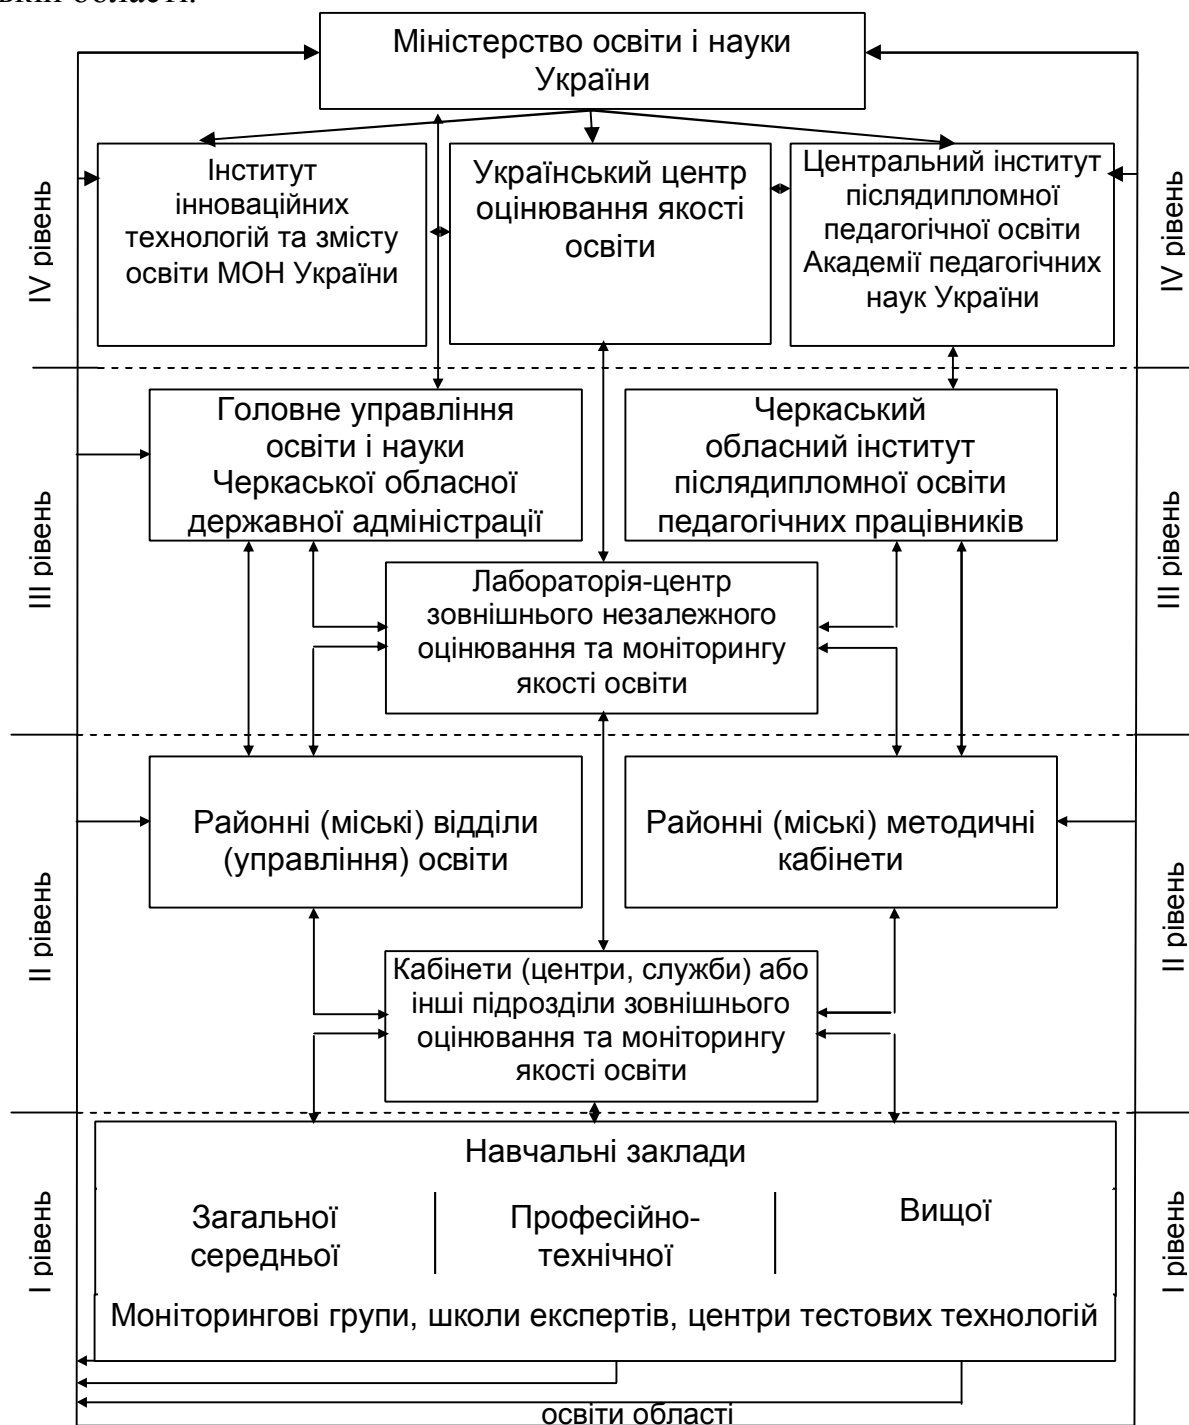 області.
Міністерство освіти і науки
України
Інститут
інноваційних
технологій та змісту
освіти МОН України
Український центр
оцінювання якості
освіти
Центральний інститут
післядипломної
педагогічної освіти
Академії педагогічних
наук України
IV рівень
IV рівень
Головне управління
освіти і науки
Черкаської обласної
державної адміністрації
Черкаський
обласний інститут
післядипломної освіти
педагогічних працівників
III рівень
III рівень
Лабораторія-центр
зовнішнього незалежного
оцінювання та моніторингу
якості освіти
Районні (міські) відділи
(управління) освіти
Районні (міські) методичні
кабінети
II рівень
II рівень
Кабінети (центри, служби) або
інші підрозділи зовнішнього
оцінювання та моніторингу
якості освіти
Навчальні заклади
Загальної
середньої
Професійно-
технічної
Вищої
I рівень
I рівень
Моніторингові групи, школи експертів, центри тестових технологій
освіти області